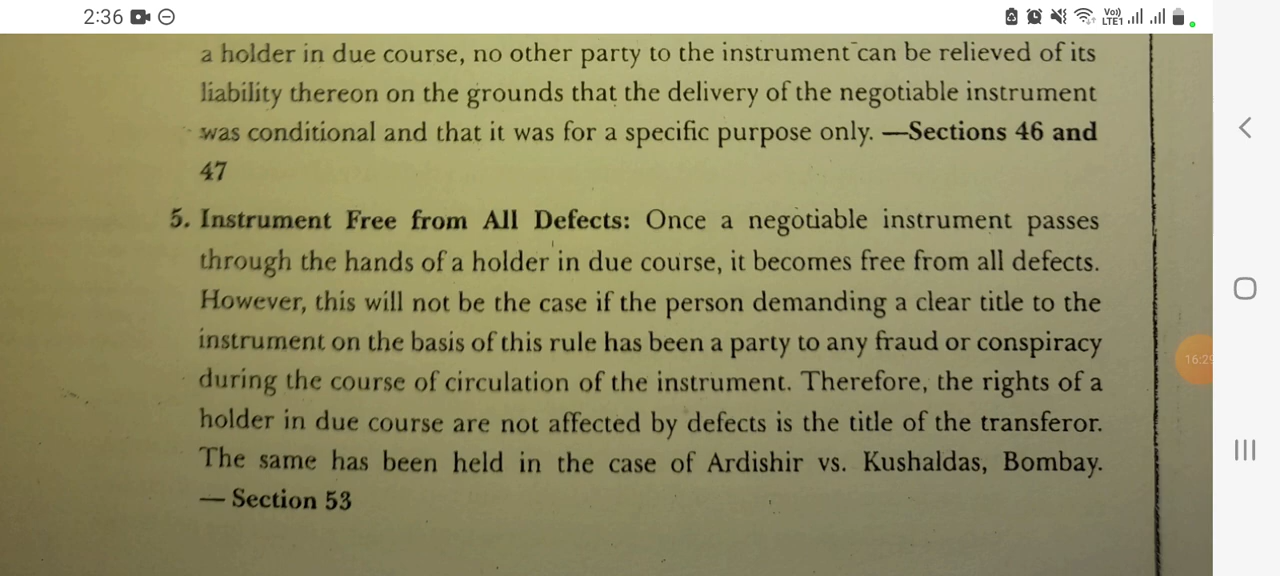 2:36
Vo)
LTE1
a holder in due course, no other party to the instrument can be relieved of its
liability thereon on the grounds that the delivery of the negotiable instrument
was conditional and that it was for a specific purpose only. —Sections 46 and
47
5. Instrument Free from All Defects: Once a negotiable instrument passes
through the hands of a holder in due course, it becomes free from all defects.
However, this will not be the case if the person demanding a clear title to the
instrument on the basis of this rule has been a party to any fraud or conspiracy
during the course of circulation of the instrument. Therefore, the rights of a
holder in due course are not affected by defects is the title of the transferor.
The same has been held in the case of Ardishir vs. Kushaldas, Bombay.
— Section 53
16:29